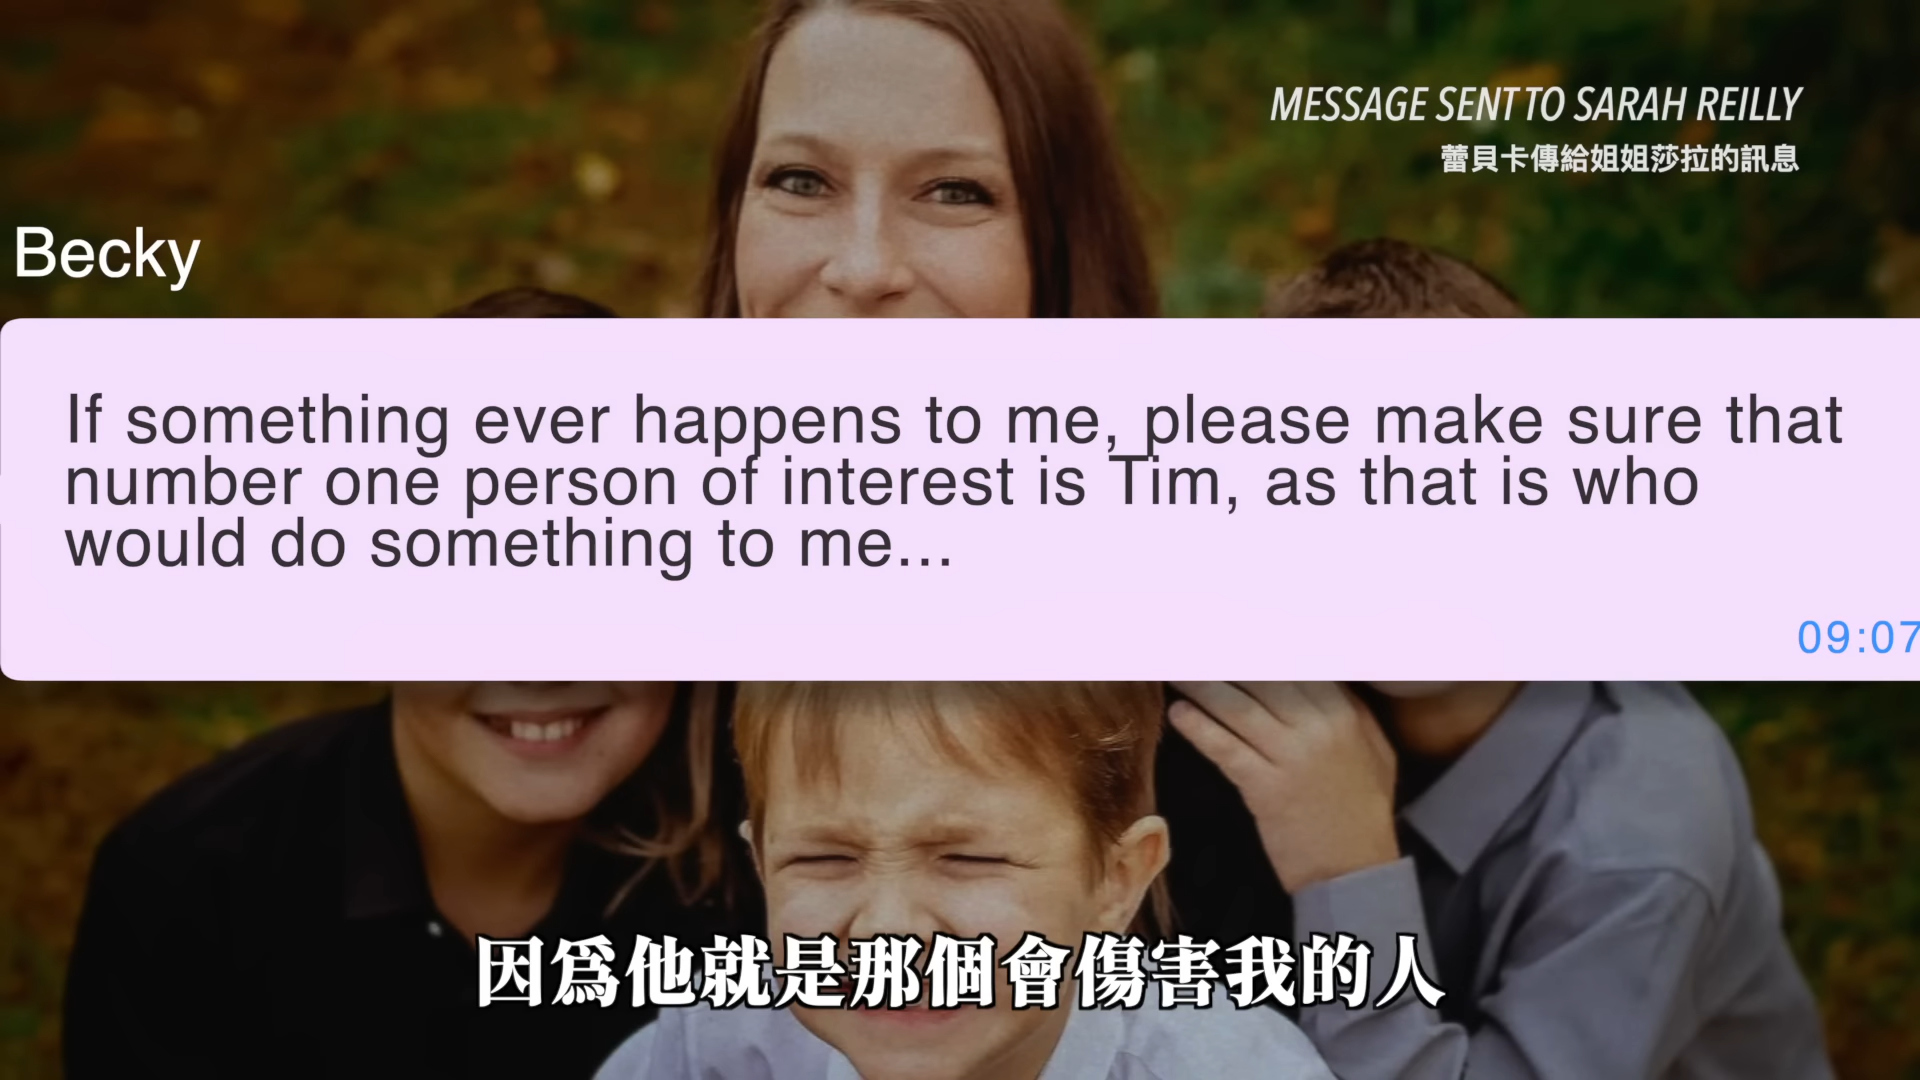 MESSAGE SENT TO SARAH REILLY
蕾貝卡傳給姐姐莎拉的訊息
Becky
If something ever happens to me, please make sure that
number one person of interest is Tim, as that is who
would do something to me...
09:07
因爲他就是那個會傷害我的人